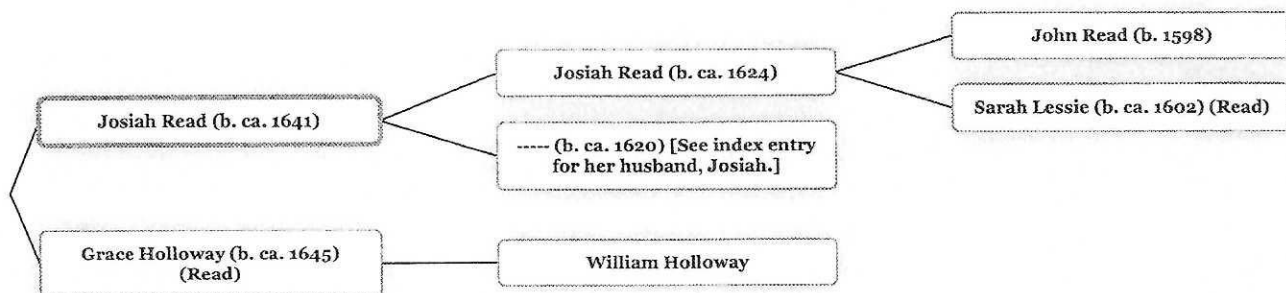 John Read (b. 1598)
Josiah Read (b. ca. 1624)
Sarah Lessie (b. ca. 1602) (Read)
Josiah Read (b. ca. 1641)
----- (b. ca. 1620) [See index entry
for her husband, Josiah.]
Grace Holloway (b. ca. 1645)
(Read)
William Holloway